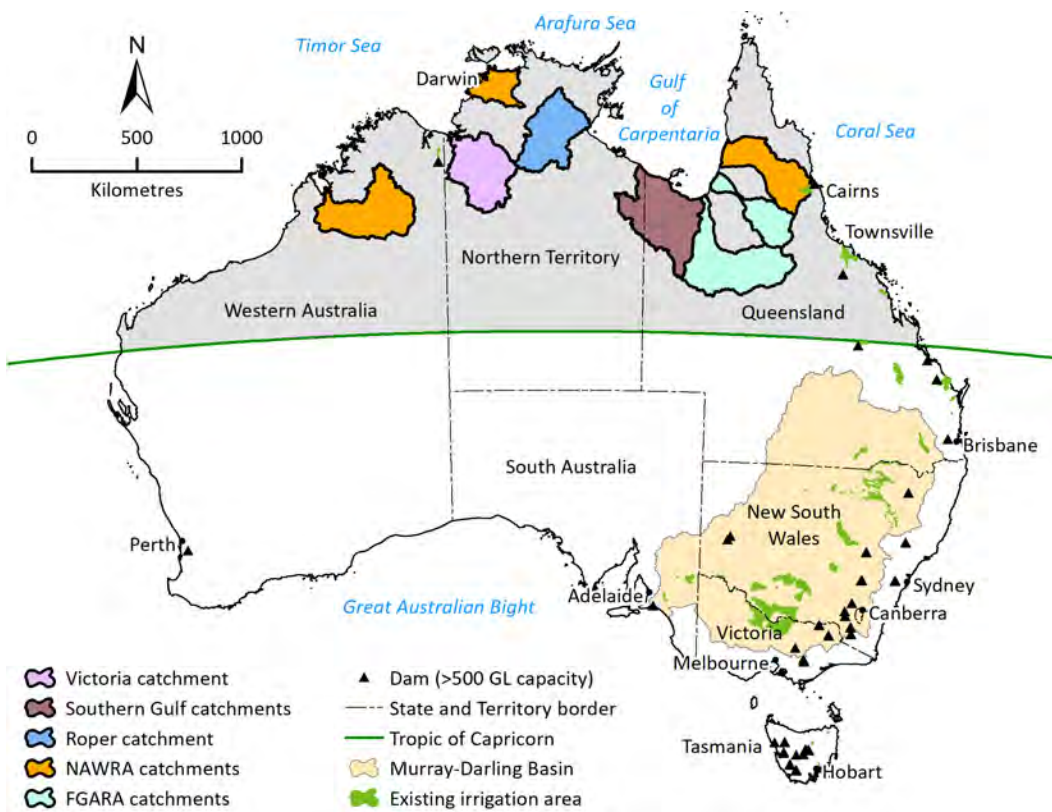 Arafura Sea
Timor Sea
N
Darwin
Gulf
of
Carpentaria
Coral Sea
0 500 1000
Kilometres
Cairns
Townsville
Northern Territory
Western Australia
Queensland
Brisbane
South Australia
New South
Wales
Perth
Sydney
Adelaide
Great Australian Bight
Canberra
Victoria
Melbourne
Victoria catchment
Southern Gulf catchments
Roper catchment
NAWRA catchments
FGARA catchments
Dam (>500 GL capacity)
State and Territory border
Tropic of Capricorn
Murray-Darling Basin
Existing irrigation area
Tasmania
Hobart